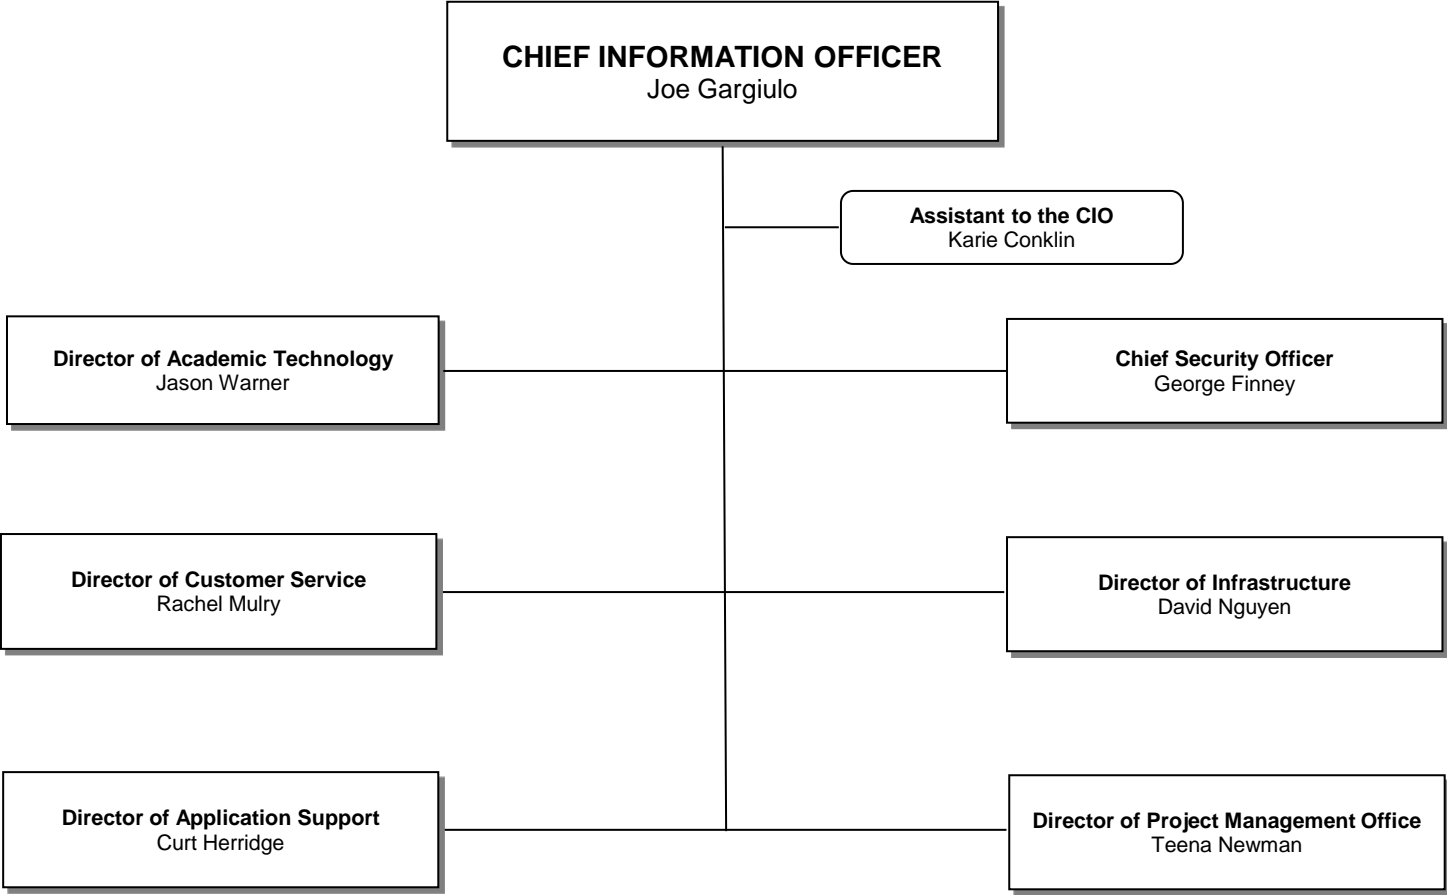 CHIEF INFORMATION OFFICER
Joe Gargiulo
Assistant to the CIO
Karie Conklin
Director of Academic Technology
Jason Warner
Chief Security Officer
George Finney
Director of Customer Service
Rachel Mulry
Director of Infrastructure
David Nguyen
Director of Application Support
Curt Herridge
Director of Project Management Office
Teena Newman